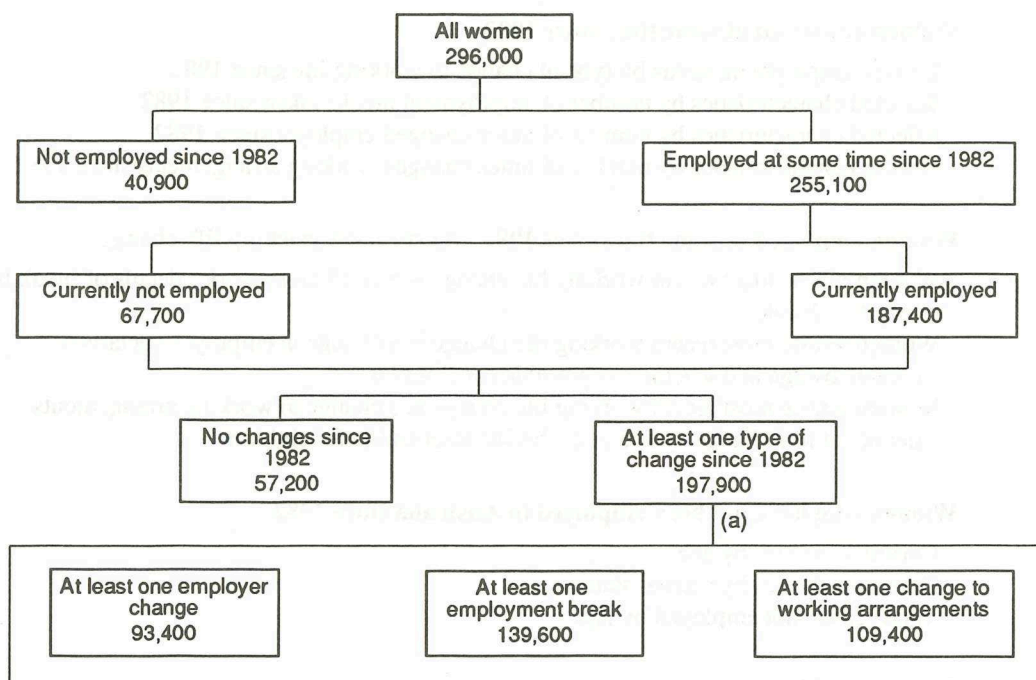 All women
296,000
Not employed since 1982
40,900
Employed at some time since 1982
255,100
Currently not employed
67,700
Currently employed
187,400
No changes since
1982
57,200
At least one type of
change since 1982
197,900
(a)
At least one employer
change
93,400
At least one
employment break
139,600
At least one change to
working arrangements
109,400